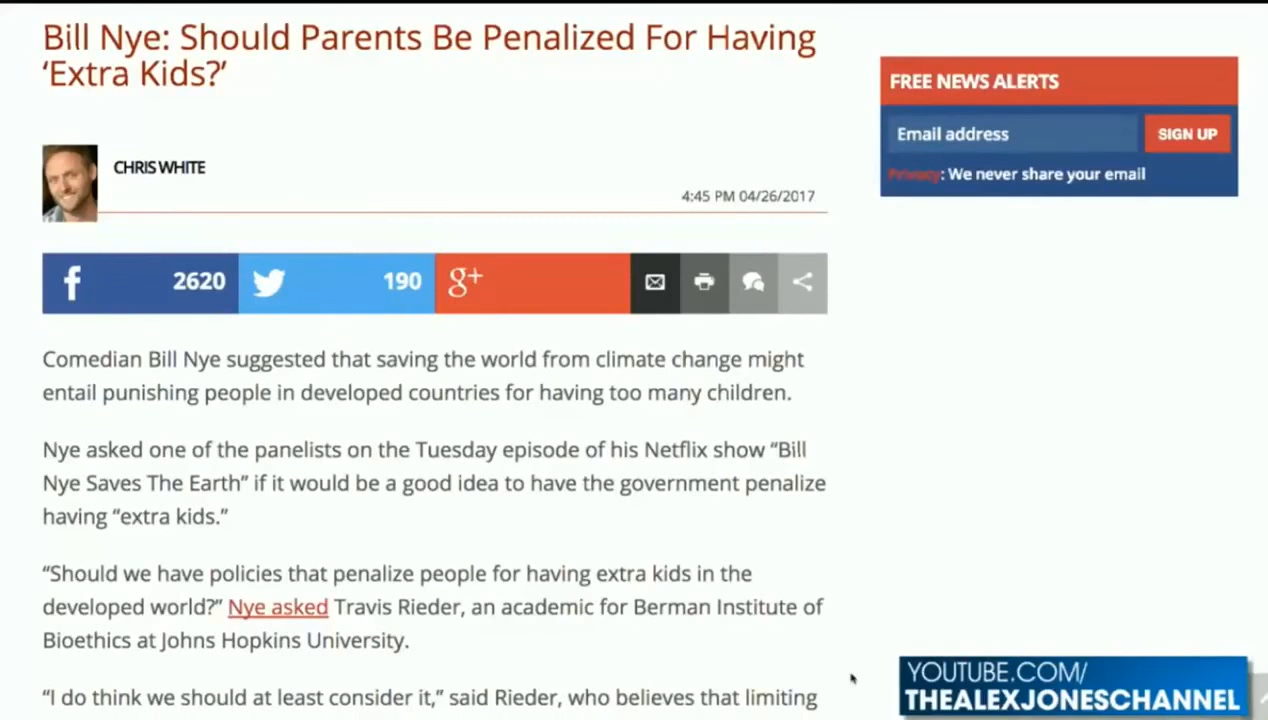 Bill Nye: Should Parents Be Penalized For Having
‘Extra Kids?’
FREE NEWS ALERTS
Email address
SIGN UP
Privacy: We never share your email
CHRIS WHITE
4:45 PM 04/26/2017
f 2620
190
g+
Comedian Bill Nye suggested that saving the world from climate change might
entail punishing people in developed countries for having too many children.
Nye asked one of the panelists on the Tuesday episode of his Netflix show “Bill
Nye Saves The Earth” if it would be a good idea to have the government penalize
having “extra kids.”
“Should we have policies that penalize people for having extra kids in the
developed world?” Nye asked Travis Rieder, an academic for Berman Institute of
Bioethics at Johns Hopkins University.
“I do think we should at least consider it,” said Rieder, who believes that limiting
YOUTUBE.COM/
THEALEXJONESCHANNEL